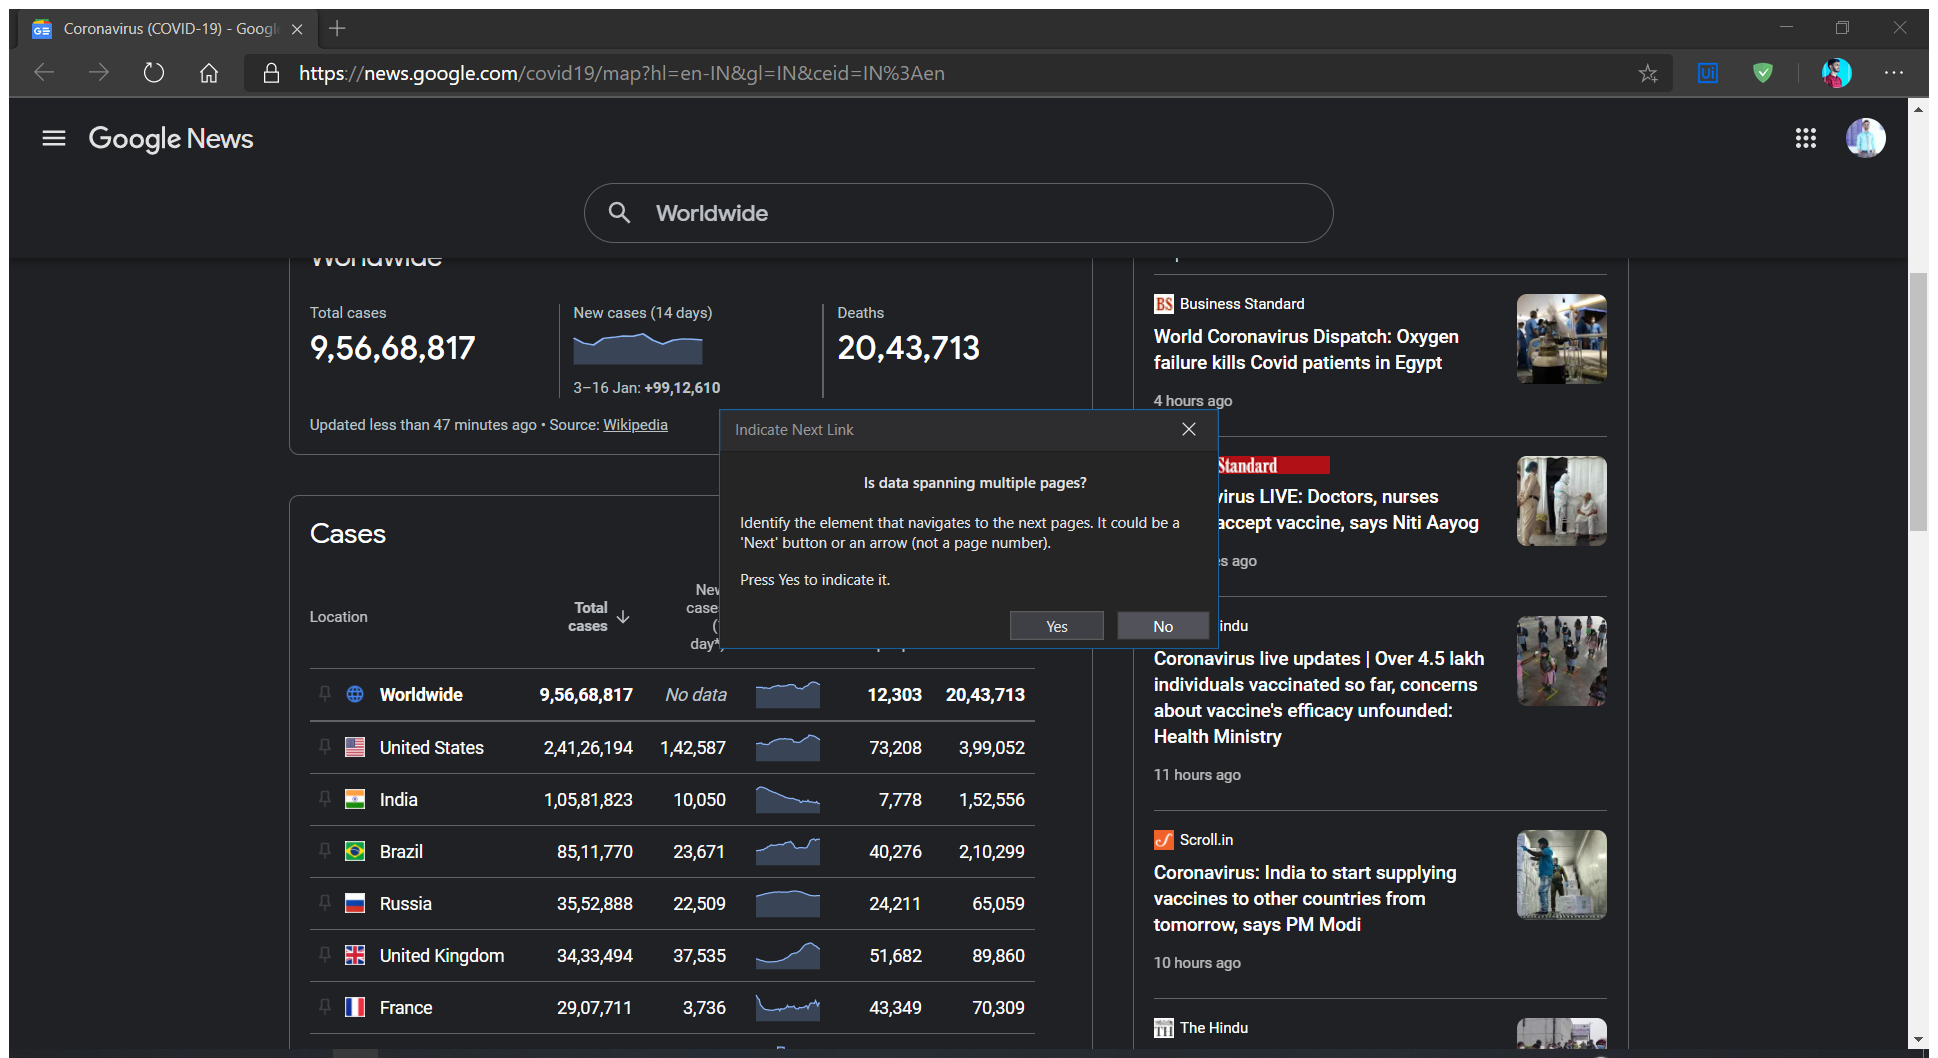 Coronavirus (COVID-19) - Googl
https://news.google.com/covid19/map?hl=en-IN&gl=IN&ceid=IN%3Aen
Ui
Google News
Worldwide
Worldwide
Total cases
9,56,68,817
New cases (14 days)
3–16 Jan: +99,12,610
Deaths
20,43,713
Updated less than 47 minutes ago • Source: Wikipedia
Indicate Next Link
Is data spanning multiple pages?
Identify the element that navigates to the next pages. It could be a
'Next' button or an arrow (not a page number).
Press Yes to indicate it.
Yes No
Cases
Location
Total
cases
New
cases
(
day*
Worldwide 9,56,68,817 No data 12,303 20,43,713
United States 2,41,26,194 1,42,587 73,208 3,99,052
India 1,05,81,823 10,050 7,778 1,52,556
Brazil 85,11,770 23,671 40,276 2,10,299
Russia 35,52,888 22,509 24,211 65,059
United Kingdom 34,33,494 37,535 51,682 89,860
France 29,07,711 3,736 43,349 70,309
BS Business Standard
World Coronavirus Dispatch: Oxygen
failure kills Covid patients in Egypt
4 hours ago
Standard
virus LIVE: Doctors, nurses
accept vaccine, says Niti Aayog
s ago
indu
Coronavirus live updates | Over 4.5 lakh
individuals vaccinated so far, concerns
about vaccine's efficacy unfounded:
Health Ministry
11 hours ago
Scroll.in
Coronavirus: India to start supplying
vaccines to other countries from
tomorrow, says PM Modi
10 hours ago
TH The Hindu